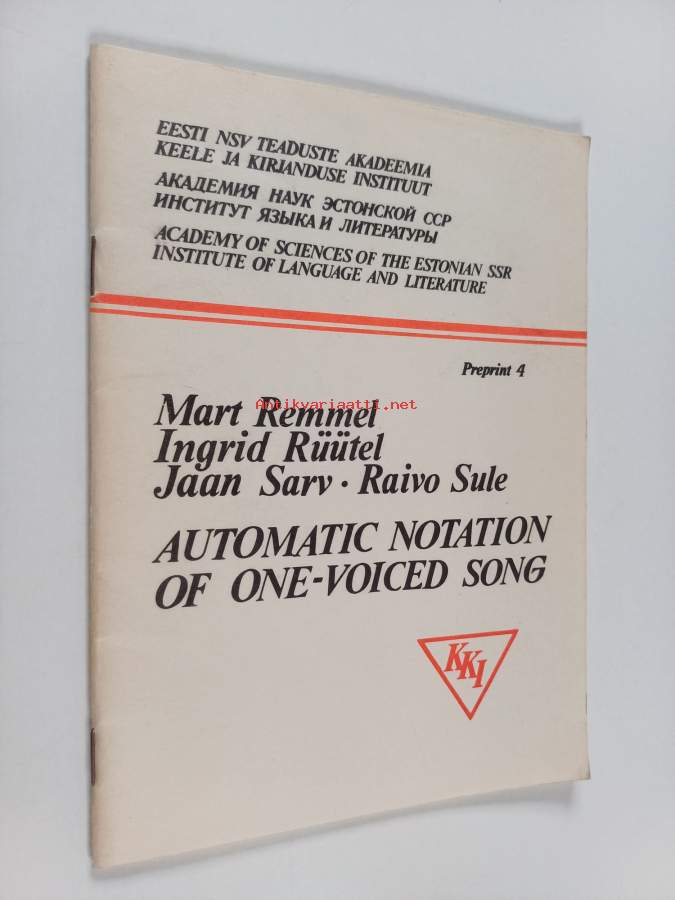 EESTI NSV TEADUSTE AKADEEMIA
KEELE JA KIRJANDUSE INSTITUUT
АКАДЕМИЯ НАУК ЭСТОНСКОЙ ССР
ИНСТИТУТ ЯЗЫКА И ЛИТЕРАТУРЫ
ACADEMY OF SCIENCES OF THE ESTONIAN SSR
INSTITUTE OF LANGUAGE AND LITERATURE
Preprint 4
Mart Remmel
Antikvariaatti.net
Ingrid Rüütel
Jaan Sarv · Raivo Sule
AUTOMATIC NOTATION
OF ONE-VOICED SONG
KKI